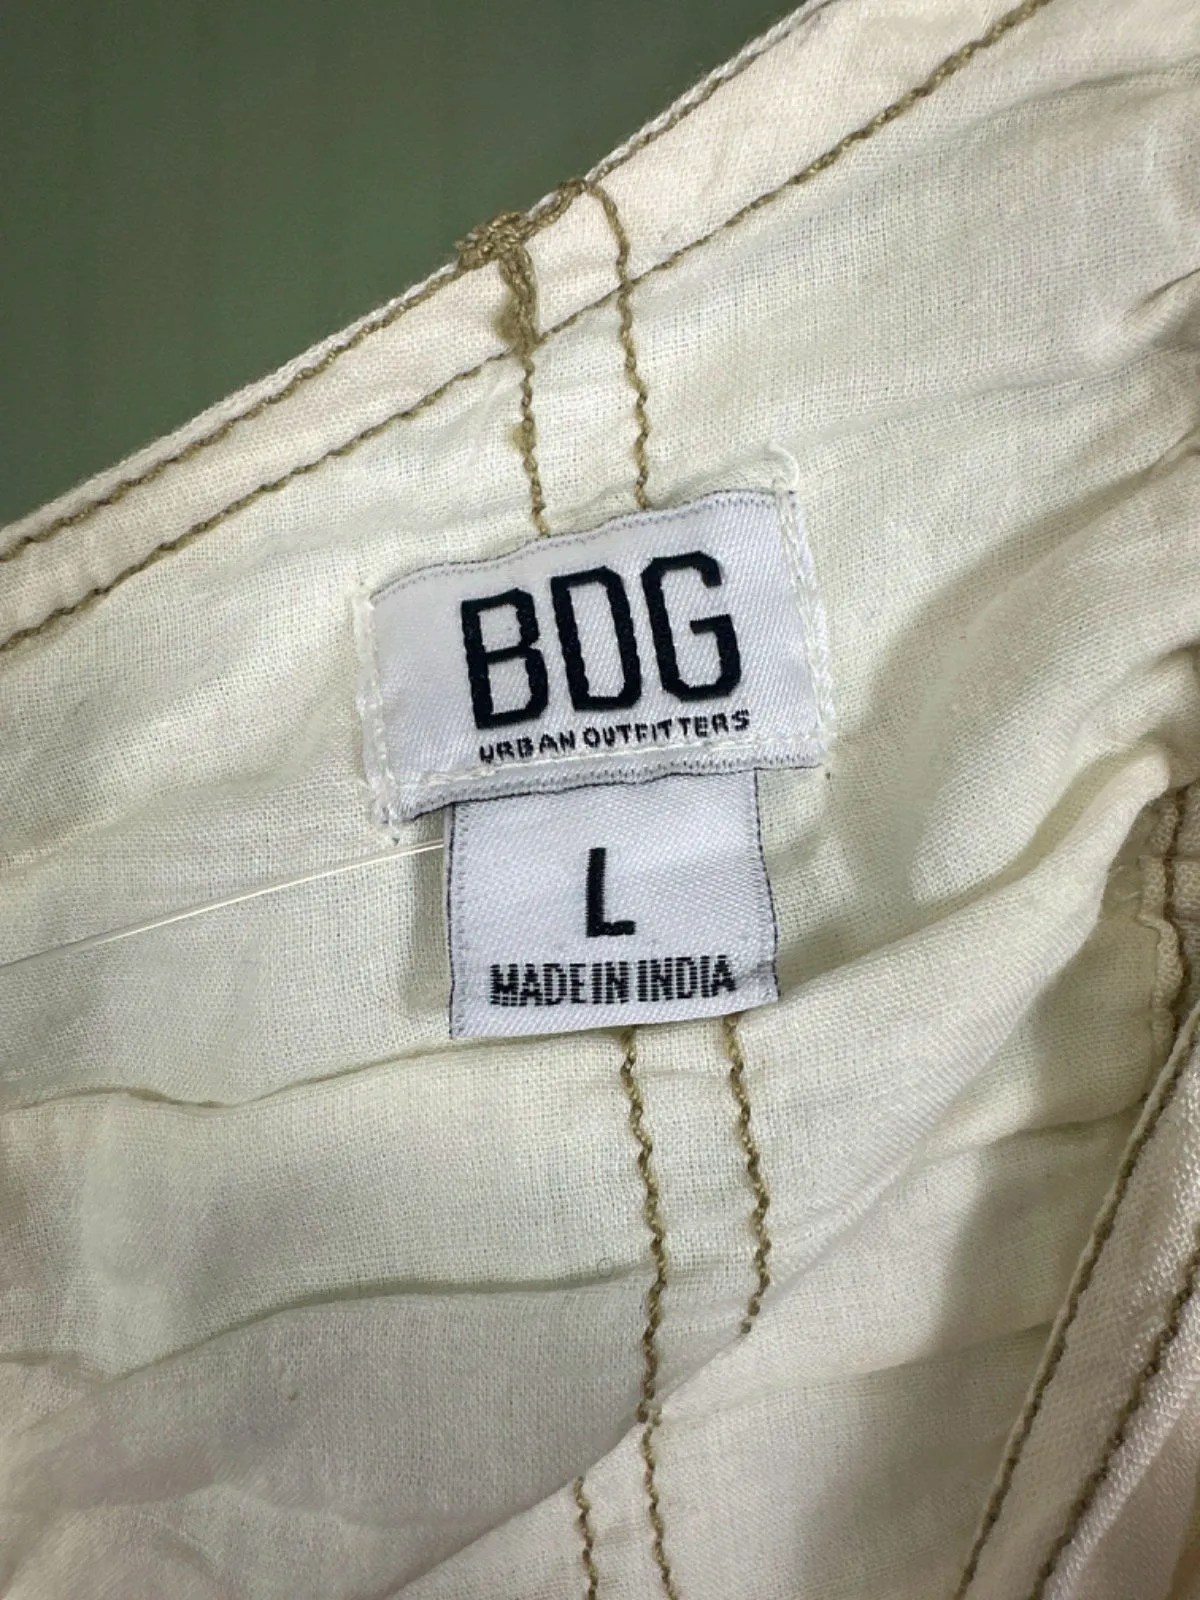 BDG
URBAN OUTFITTERS
L
MADE IN INDIA